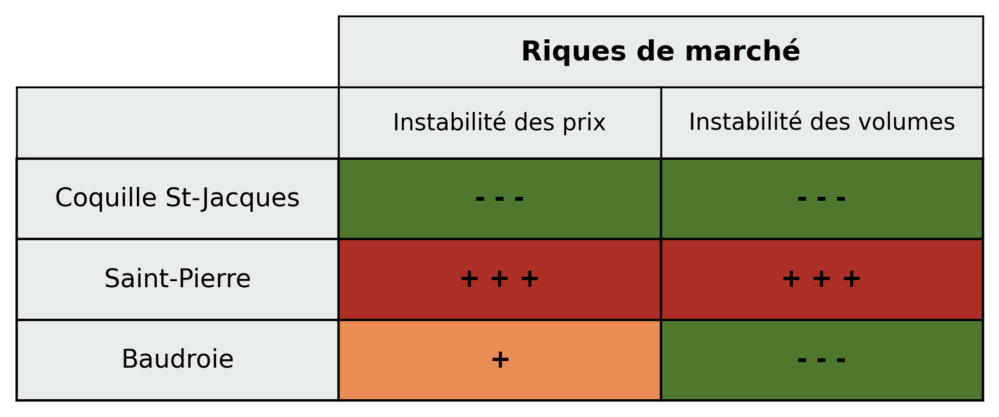 Riques de marché
Instabilité des prix Instabilité des volumes
Coquille St-Jacques - - - - - -
Saint-Pierre + + + + + +
Baudroie + - - -